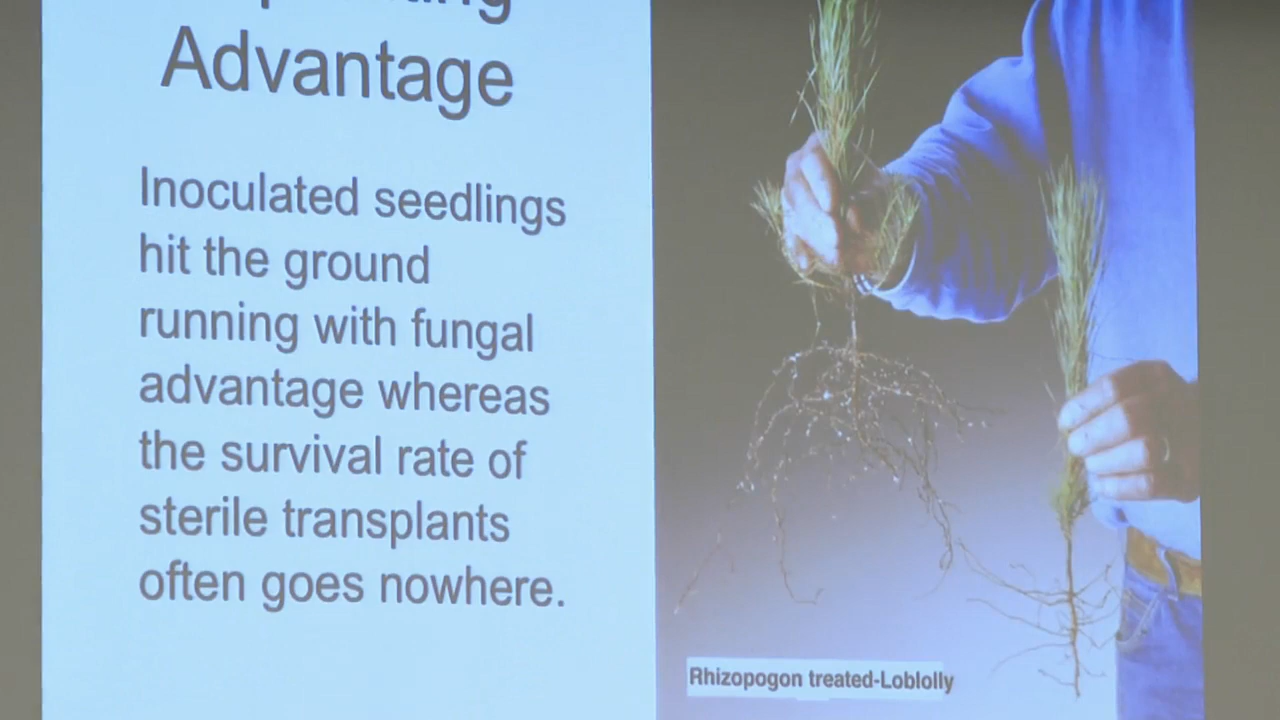 Advantage
Inoculated seedlings
hit the ground
running with fungal
advantage whereas
the survival rate of
sterile transplants
often goes nowhere.
Rhizopogon treated-Loblolly